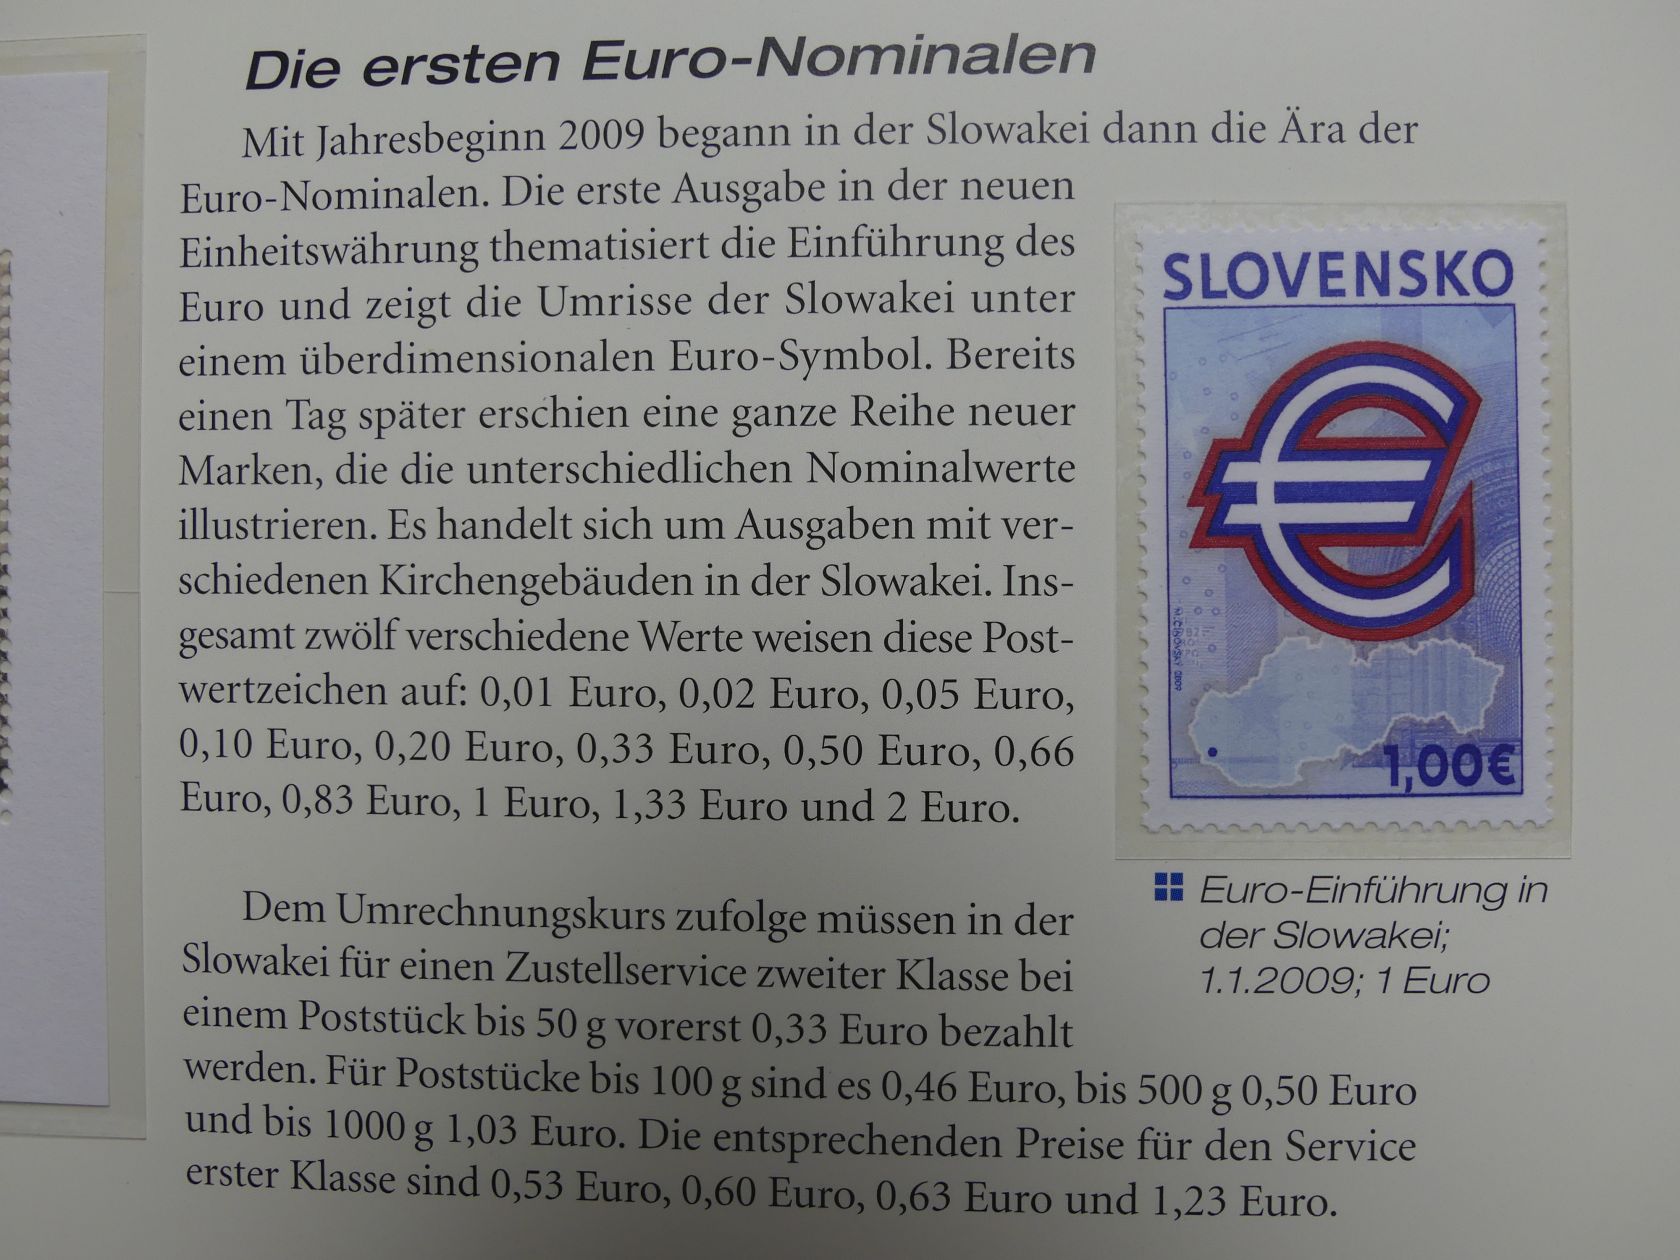 Die ersten Euro-Nominalen
Mit Jahresbeginn 2009 begann in der Slowakei dann die Ära der
Euro-Nominalen. Die erste Ausgabe in der neuen
Einheitswährung thematisiert die Einführung des
Euro und zeigt die Umrisse der Slowakei unter
einem überdimensionalen Euro-Symbol. Bereits
einen Tag später erschien eine ganze Reihe neuer
Marken, die die unterschiedlichen Nominalwerte
illustrieren. Es handelt sich um Ausgaben mit ver-
schiedenen Kirchengebäuden in der Slowakei. Ins-
gesamt zwölf verschiedene Werte weisen diese Post-
wertzeichen auf: 0,01 Euro, 0,02 Euro, 0,05 Euro,
0,10 Euro, 0,20 Euro, 0,33 Euro, 0,50 Euro, 0,66
Euro, 0,83 Euro, 1 Euro, 1,33 Euro und 2 Euro.
Dem Umrechnungskurs zufolge müssen in der
Slowakei für einen Zustellservice zweiter Klasse bei
einem Poststück bis 50 g vorerst 0,33 Euro bezahlt
werden. Für Poststücke bis 100 g sind es 0,46 Euro, bis 500 g 0,50 Euro
und bis 1000 g 1,03 Euro. Die entsprechenden Preise für den Service
erster Klasse sind 0,53 Euro, 0,60 Euro, 0,63 Euro und 1,23 Euro.
SLOVENSKO
€
2009
1,00€
Euro-Einführung in
der Slowakei;
1.1.2009; 1 Euro